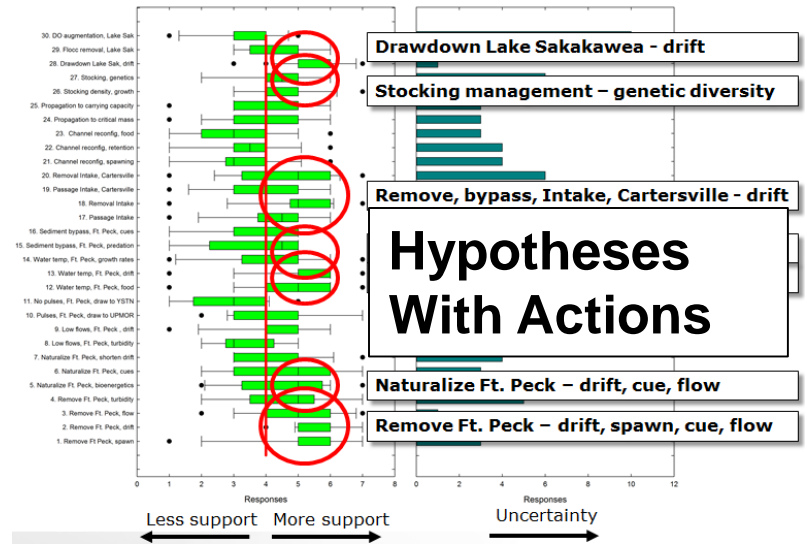 30. DO augmentation, Lake Sak
29. Flocc removal, Lake Sak
28. Drawdown Lake Sak, drift
27. Stocking, genetics
26. Stocking density, growth
25. Propagation to carrying capacity
24. Propagation to critical mass
23. Channel reconfig, food
22. Channel reconfig, retention
21. Channel reconfig, spawning
20. Removal Intake, Cartersville
19. Passage Intake, Cartersville
18. Removal Intake
17. Passage Intake
16. Sediment bypass, Ft. Peck, cues
15. Sediment bypass, Ft. Peck, predation
14. Water temp, Ft. Peck, growth rates
13. Water temp, Ft. Peck, drift
12. Water temp, Ft. Peck, food
11. No pulses, Ft. Peck, draw to YSTN
10. Pulses, Ft. Peck, draw to UPMOR
9. Low flows, Ft. Peck , drift
8. Low flows, Ft. Peck, turbidity
7. Naturalize Ft. Peck, shorten drift
6. Naturalize Ft. Peck, cues
5. Naturalize Ft. Peck, bioenergetics
4. Remove Ft. Peck, turbidity
3. Remove Ft. Peck, flow
2. Remove Ft. Peck, drift
1. Remove Ft Peck, spawn
0 1 2 3 4 5 6 7 8
Responses
Less support More support
Drawdown Lake Sakakawea - drift
Stocking management – genetic diversity
Remove, bypass, Intake, Cartersville - drift
Hypotheses
With Actions
Naturalize Ft. Peck – drift, cue, flow
Remove Ft. Peck – drift, spawn, cue, flow
0 2 4 6 8 10 12
Responses
Uncertainty